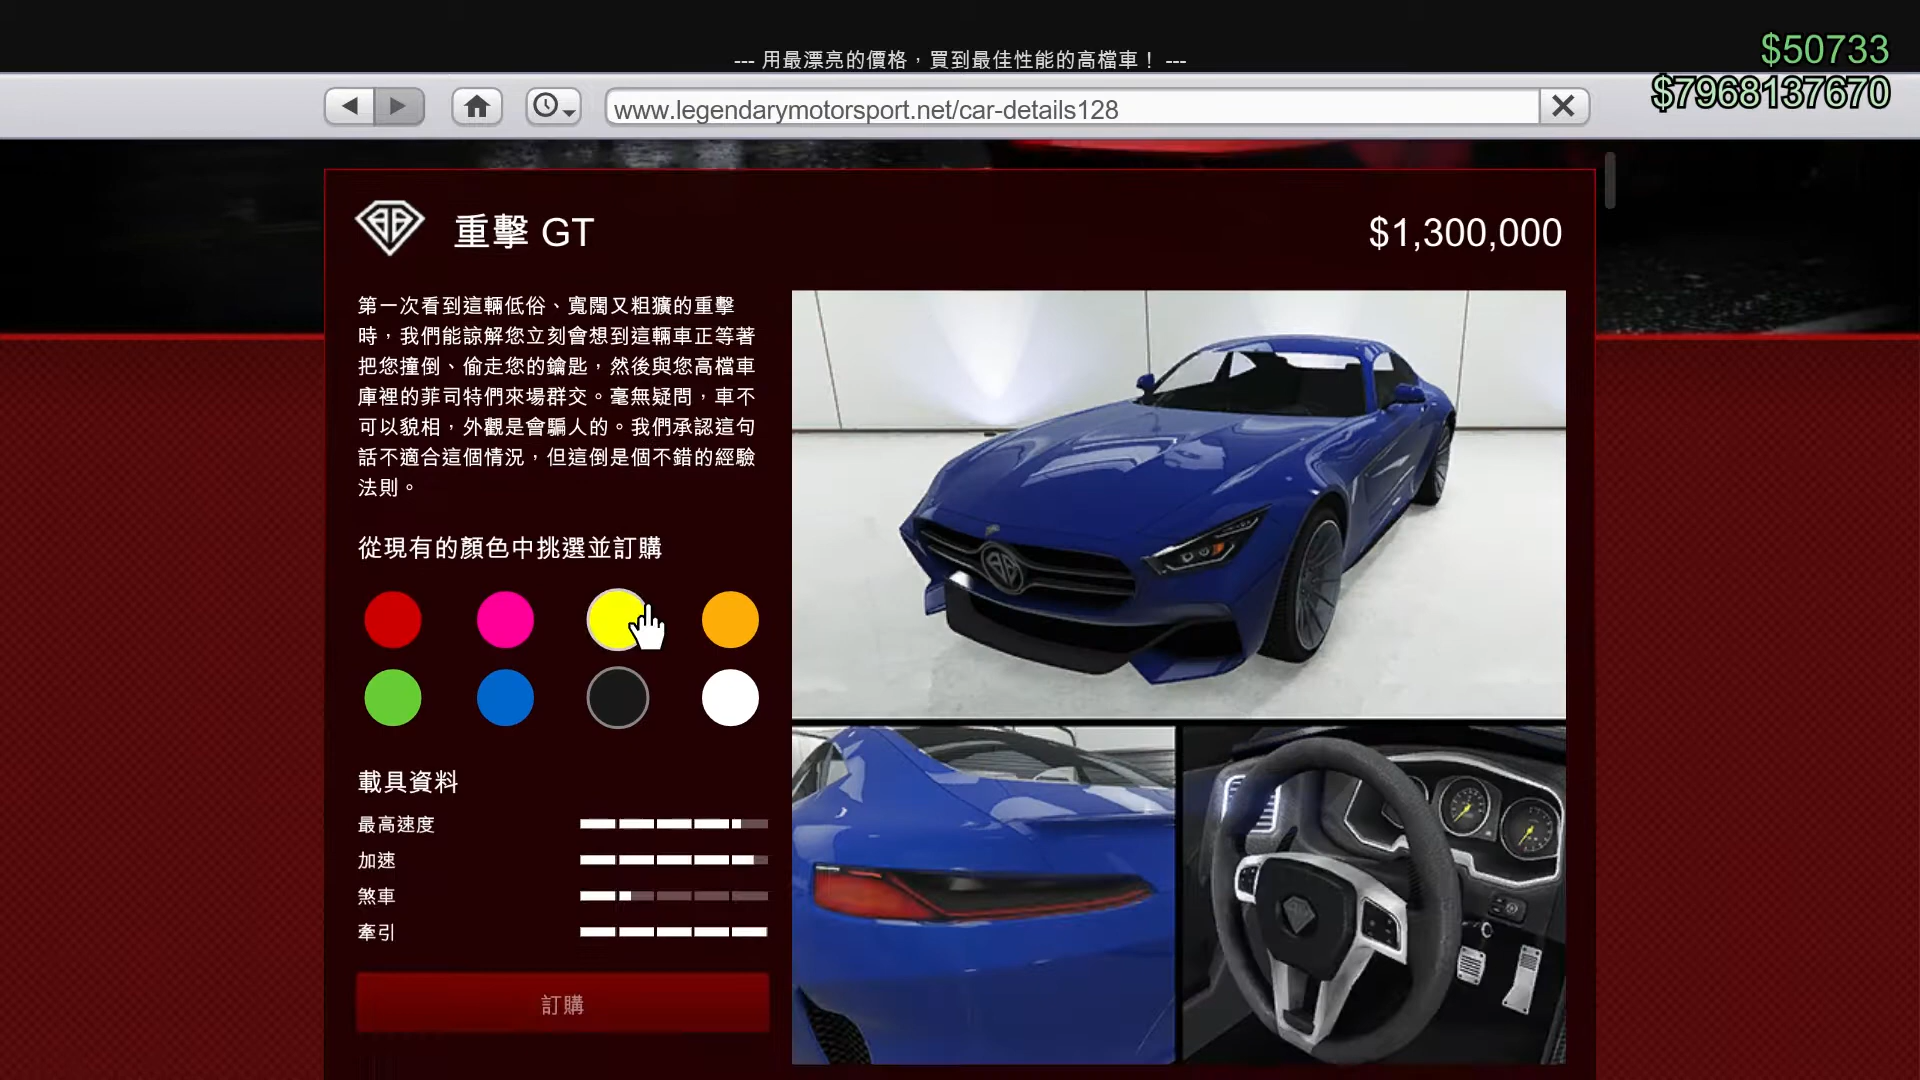 --- 用最漂亮的價格，買到最佳性能的高檔車！ ---
$50733
$7968137670
www.legendarymotorsport.net/car-details128
重擊 GT
$1,300,000
第一次看到這輛低俗、寬闊又粗獷的重擊
時，我們能諒解您立刻會想到這輛車正等著
把您撞倒、偷走您的鑰匙，然後與您高檔車
庫裡的菲司特們來場群交。毫無疑問，車不
可以貌相，外觀是會騙人的。我們承認這句
話不適合這個情況，但這倒是個不錯的經驗
法則。
從現有的顏色中挑選並訂購
載具資料
最高速度
加速
煞車
牽引
訂購